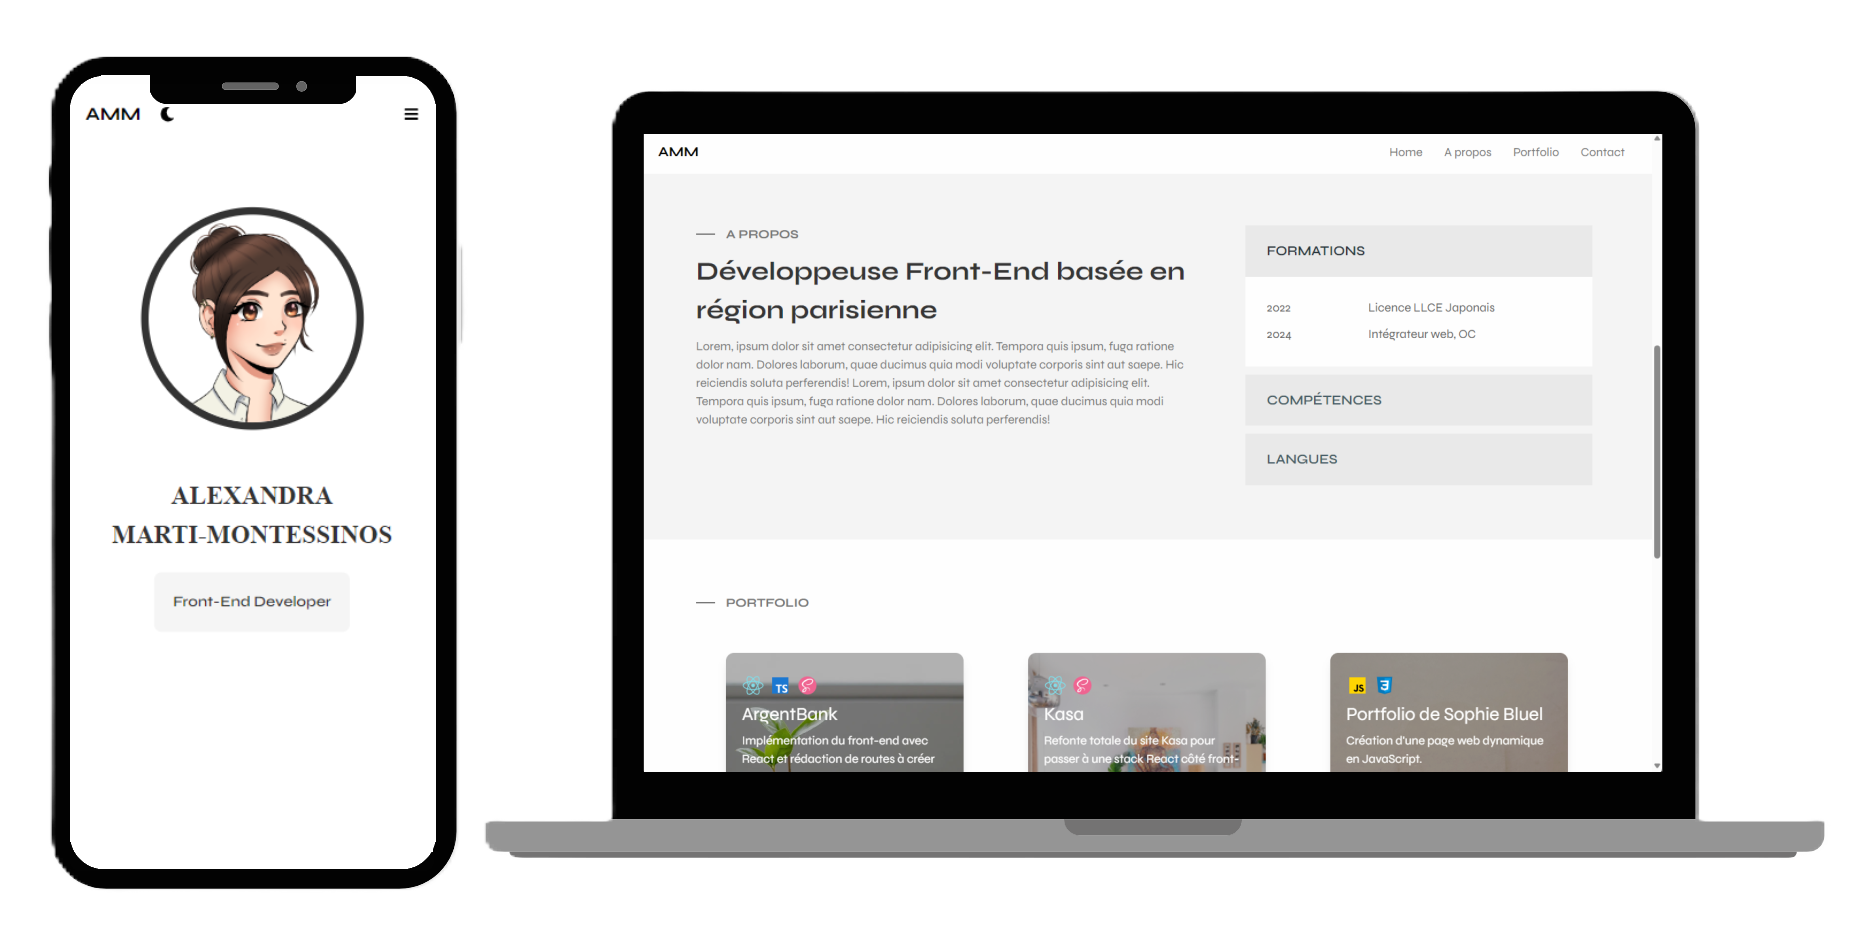 AMM
ALEXANDRA
MARTI-MONTESSINOS
Front-End Developer
AMM
Home A propos Portfolio Contact
A PROPOS
Développeuse Front-End basée en
région parisienne
Lorem, ipsum dolor sit amet consectetur adipisicing elit. Tempora quis ipsum, fuga ratione
dolor nam. Dolores laborum, quae ducimus quia modi voluptate corporis sint aut saepe. Hic
reiciendis soluta perferendis! Lorem, ipsum dolor sit amet consectetur adipisicing elit.
Tempora quis ipsum, fuga ratione dolor nam. Dolores laborum, quae ducimus quia modi
voluptate corporis sint aut saepe. Hic reiciendis soluta perferendis!
FORMATIONS
2022 Licence LLCE Japonais
2024 Intégrateur web, OC
COMPÉTENCES
LANGUES
PORTFOLIO
TS
ArgentBank
Implémentation du front-end avec
React et rédaction de routes à créer
Kasa
Refonte totale du site Kasa pour
passer à une stack React côté front-
JS 3
Portfolio de Sophie Bluel
Création d'une page web dynamique
en JavaScript.